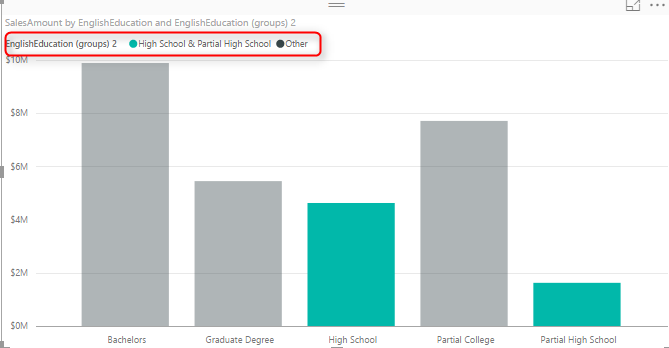 SalesAmount by EnglishEducation and EnglishEducation (groups) 2
EnglishEducation (groups) 2 High School & Partial High School Other
$10M
$8M
$6M
$4M
$2M
$0M
Bachelors Graduate Degree High School Partial College Partial High School